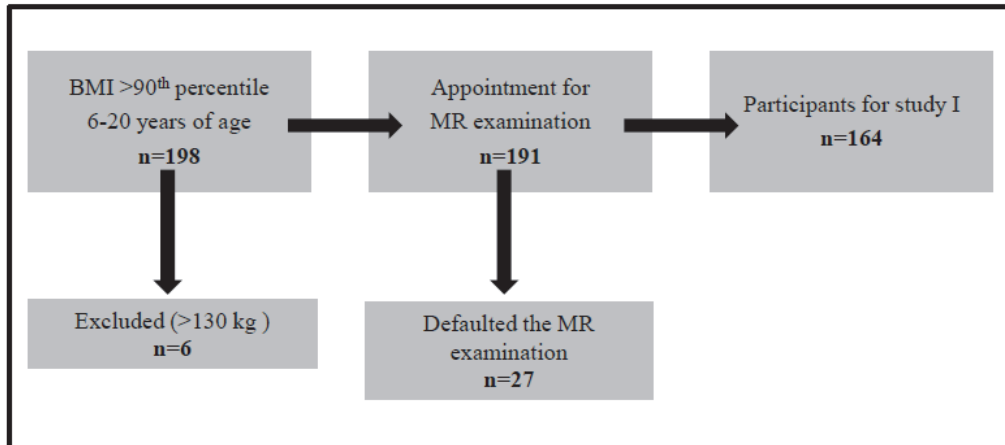 BMI >90th percentile
6-20 years of age
n=198
Appointment for
MR examination
n=191
Participants for study I
n=164
Excluded (>130 kg )
n=6
Defaulted the MR
examination
n=27